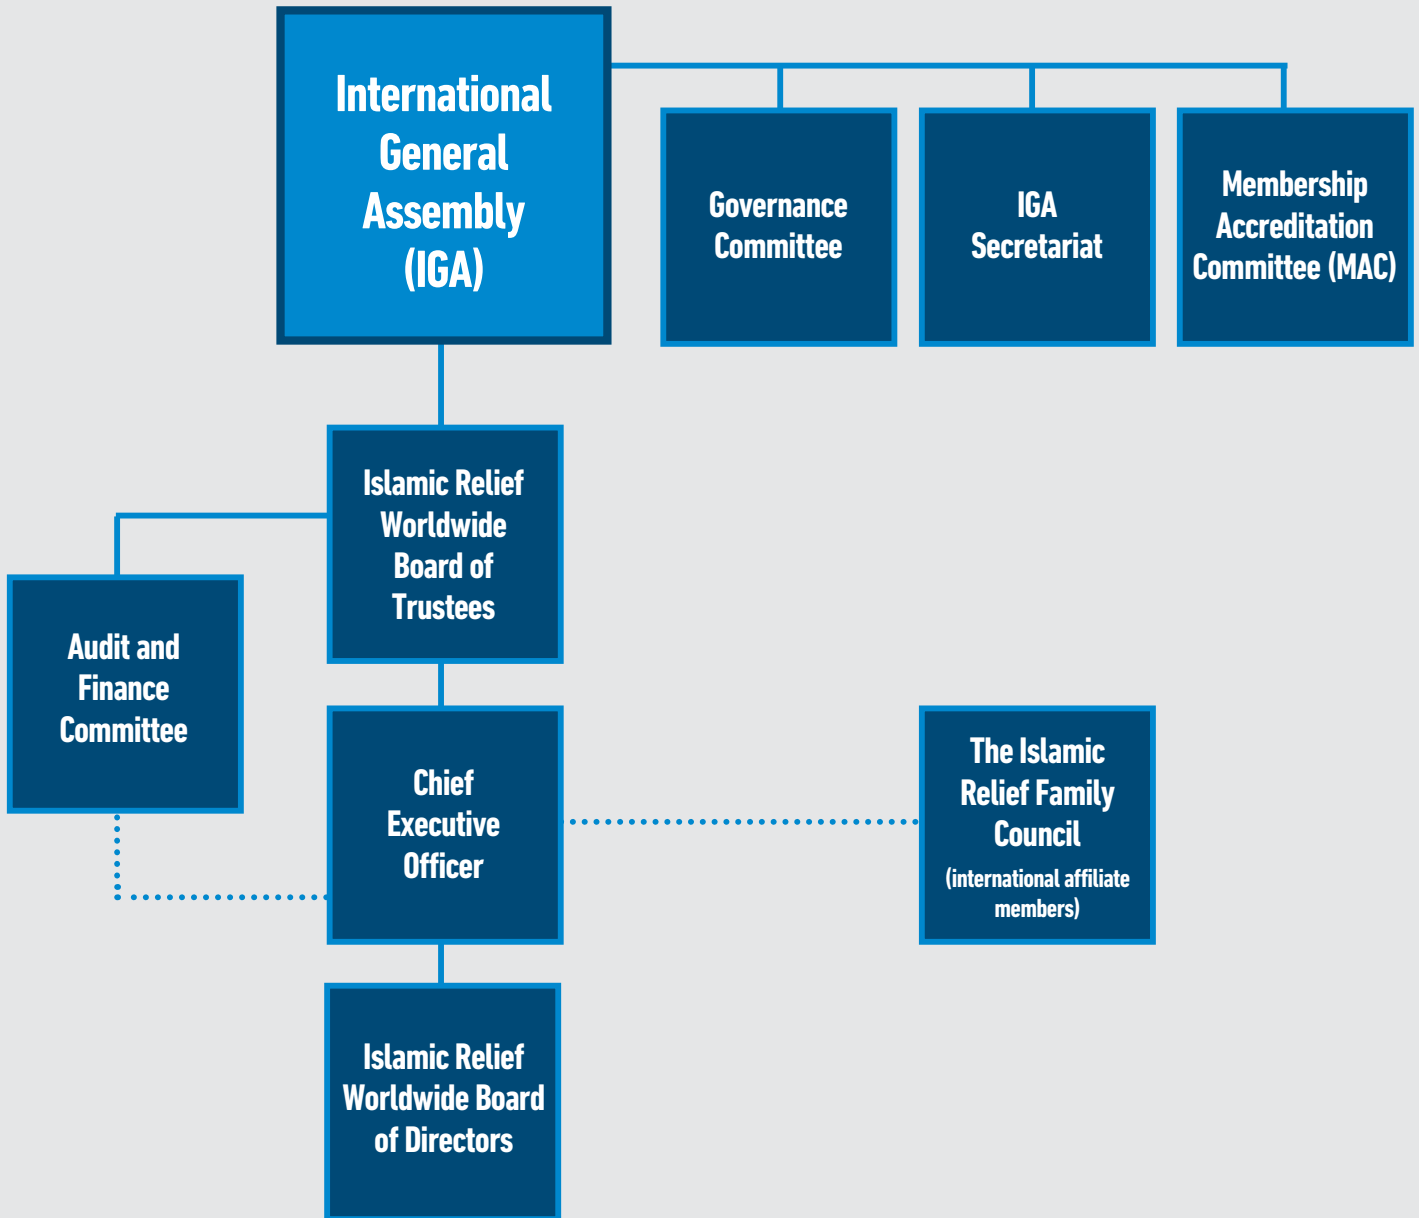 International
General
Assembly
(IGA)
Governance
Committee
IGA
Secretariat
Membership
Accreditation
Committee (MAC)
Islamic Relief
Worldwide
Board of
Trustees
Audit and
Finance
Committee
Chief
Executive
Officer
The Islamic
Relief Family
Council
(international affiliate
members)
Islamic Relief
Worldwide Board
of Directors